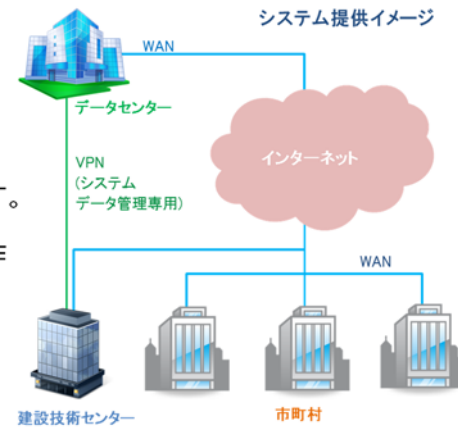 システム提供イメージ
WAN
データセンター
インターネット
VPN
(システム
データ管理専用)
。
WAN
建設技術センター
市町村